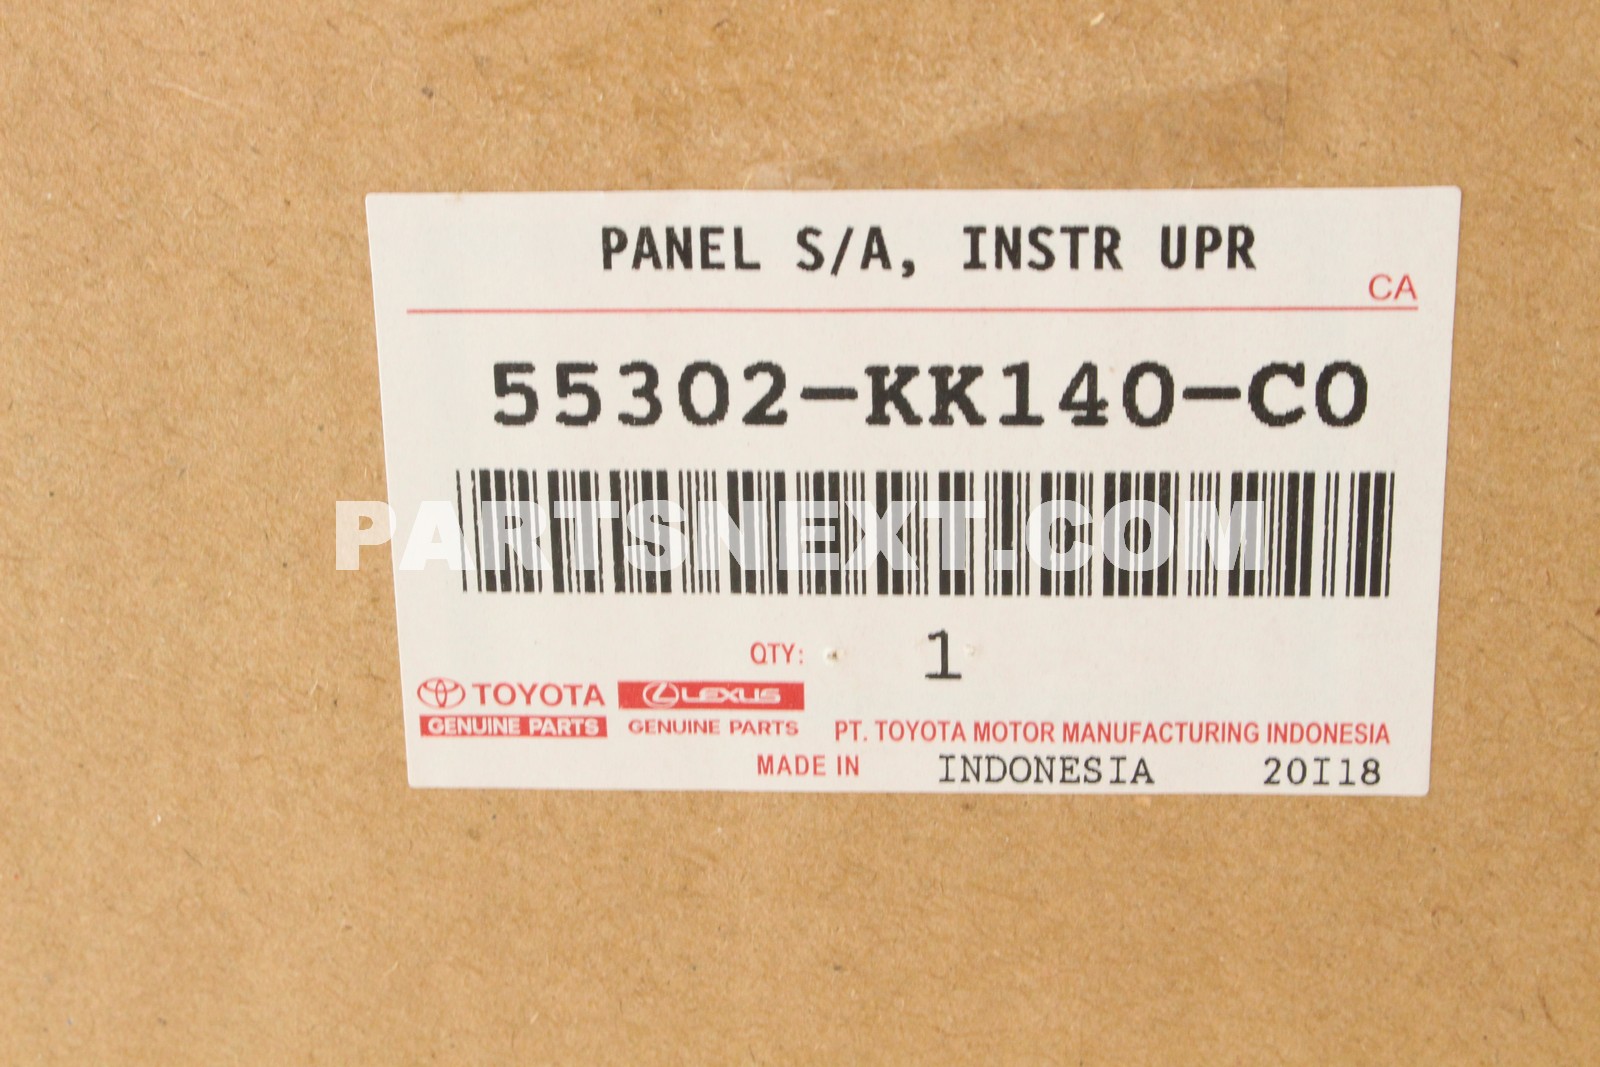 PANEL S/A, INSTR UPR
CA
55302-KK140-C0
PARTSNEXT.COM
QTY: 1
TOYOTA LEXUS
GENUINE PARTS GENUINE PARTS PT. TOYOTA MOTOR MANUFACTURING INDONESIA
MADE IN INDONESIA 20I18